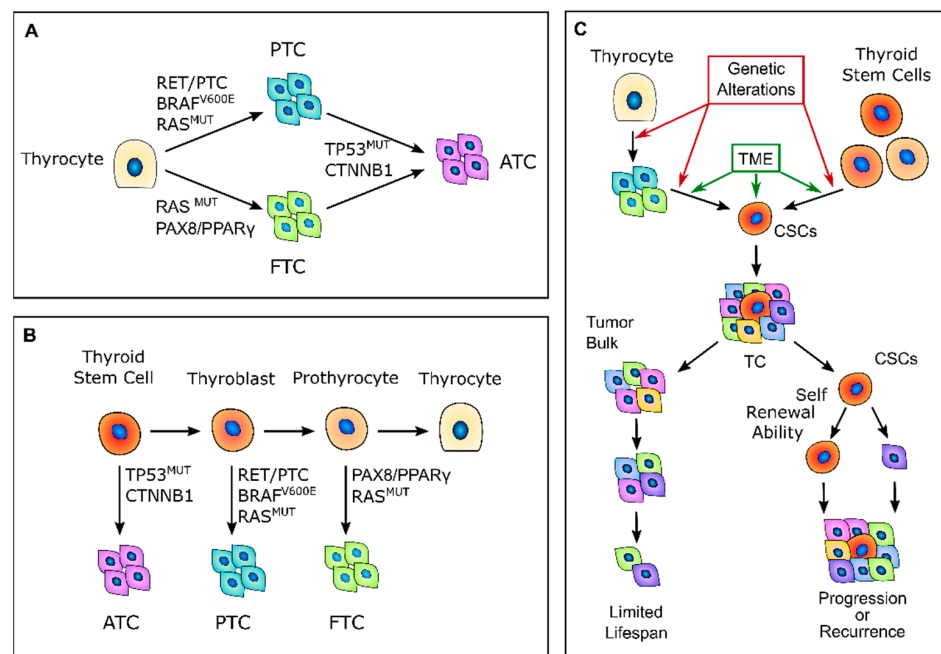 A
PTC
RET/PTC
BRAFV600E
RASMUT
Thyrocyte
TP53MUT
CTNNB1
ATC
RAS MUT
PAX8/PPARγ
FTC
B
Thyroid
Stem Cell
Thyroblast
Prothyrocyte
Thyrocyte
TP53MUT
CTNNB1
RET/PTC
BRAFV600E
RASMUT
PAX8/PPARγ
RASMUT
ATC
PTC
FTC
C
Thyrocyte
Genetic
Alterations
Thyroid
Stem Cells
TME
CSCs
TC
Tumor
Bulk
CSCs
Self
Renewal
Ability
Limited
Lifespan
Progression
or
Recurrence